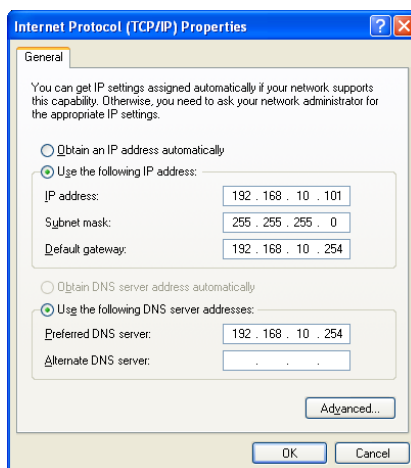 Internet Protocol (TCP/IP) Properties
General
You can get IP settings assigned automatically if your network supports
this capability. Otherwise, you need to ask your network administrator for
the appropriate IP settings.
Obtain an IP address automatically
Use the following IP address:
IP address: 192 . 168 . 10 . 101
Subnet mask: 255 . 255 . 255 . 0
Default gateway: 192 . 168 . 10 . 254
Obtain DNS server address automatically
Use the following DNS server addresses:
Preferred DNS server: 192 . 168 . 10 . 254
Alternate DNS server: . . .
Advanced...
OK Cancel